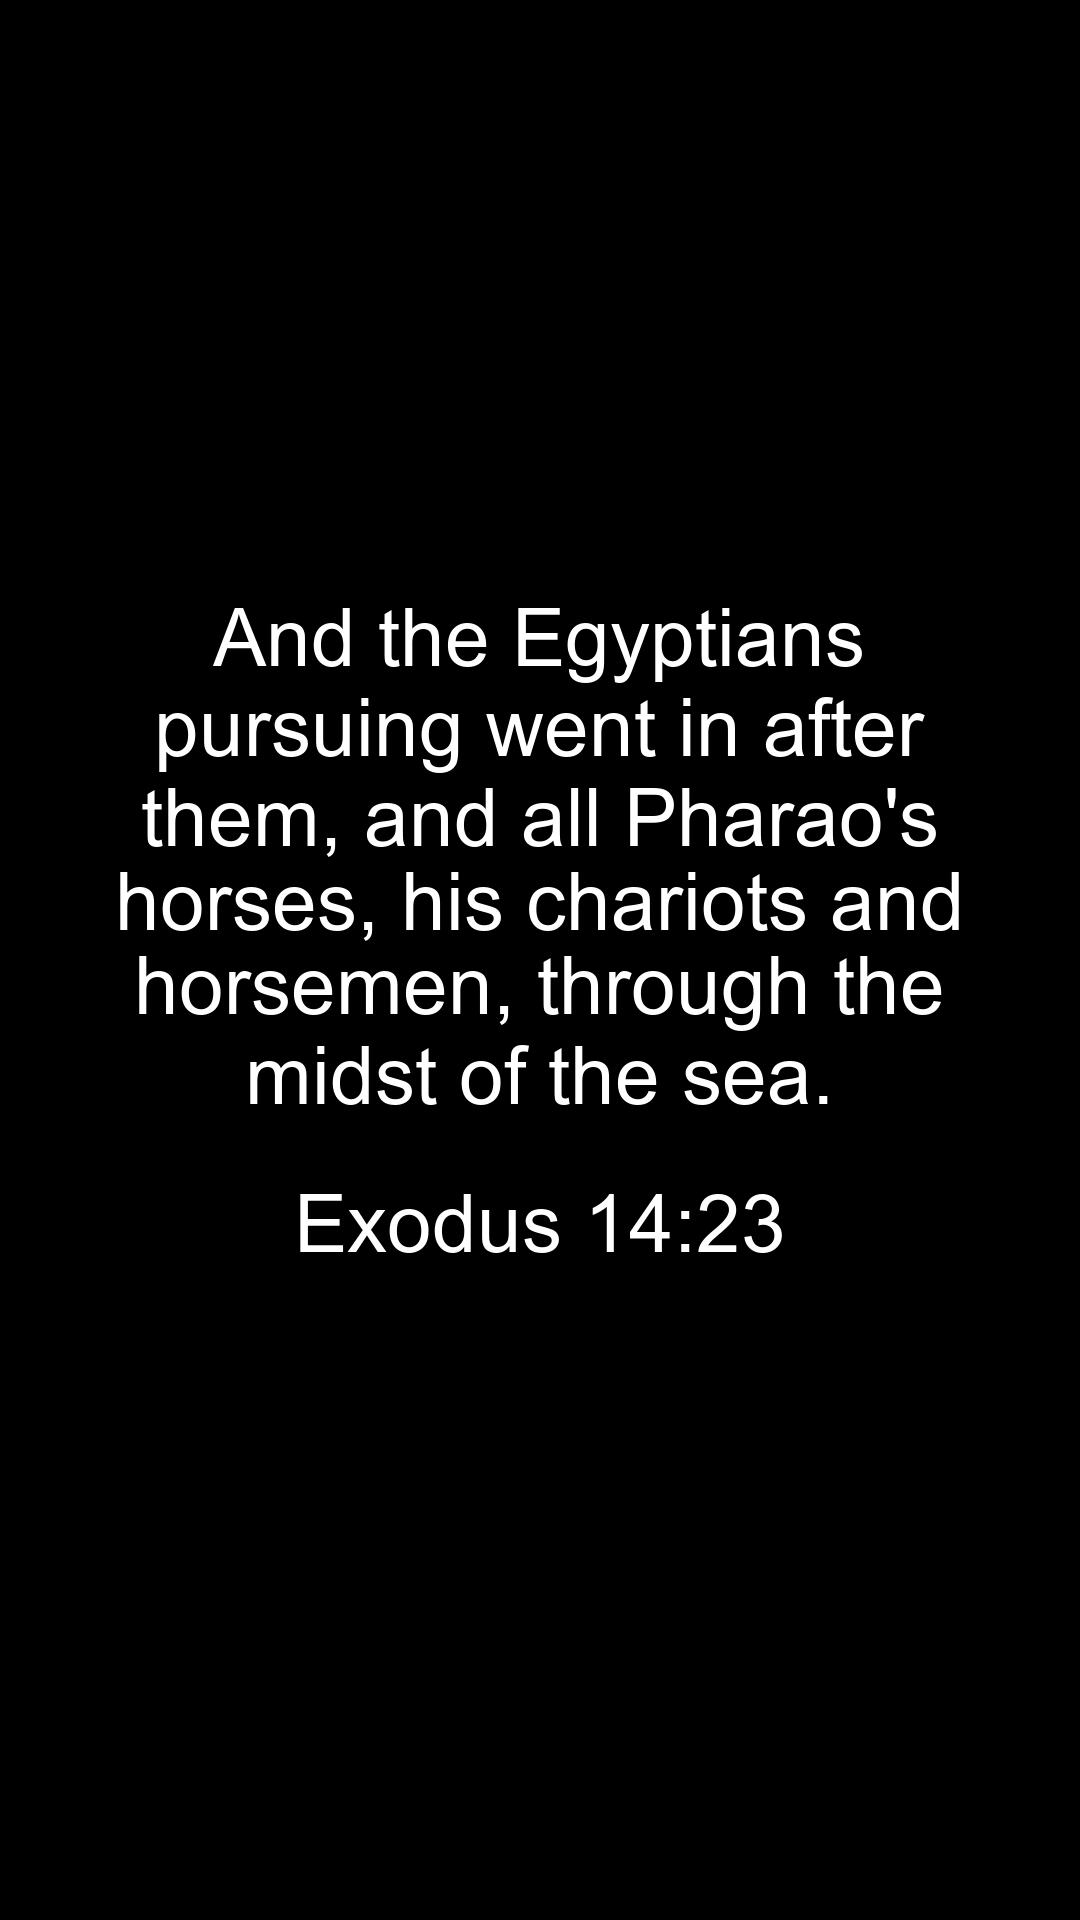 And the Egyptians
pursuing went in after
them, and all Pharao's
horses, his chariots and
horsemen, through the
midst of the sea.
Exodus 14:23